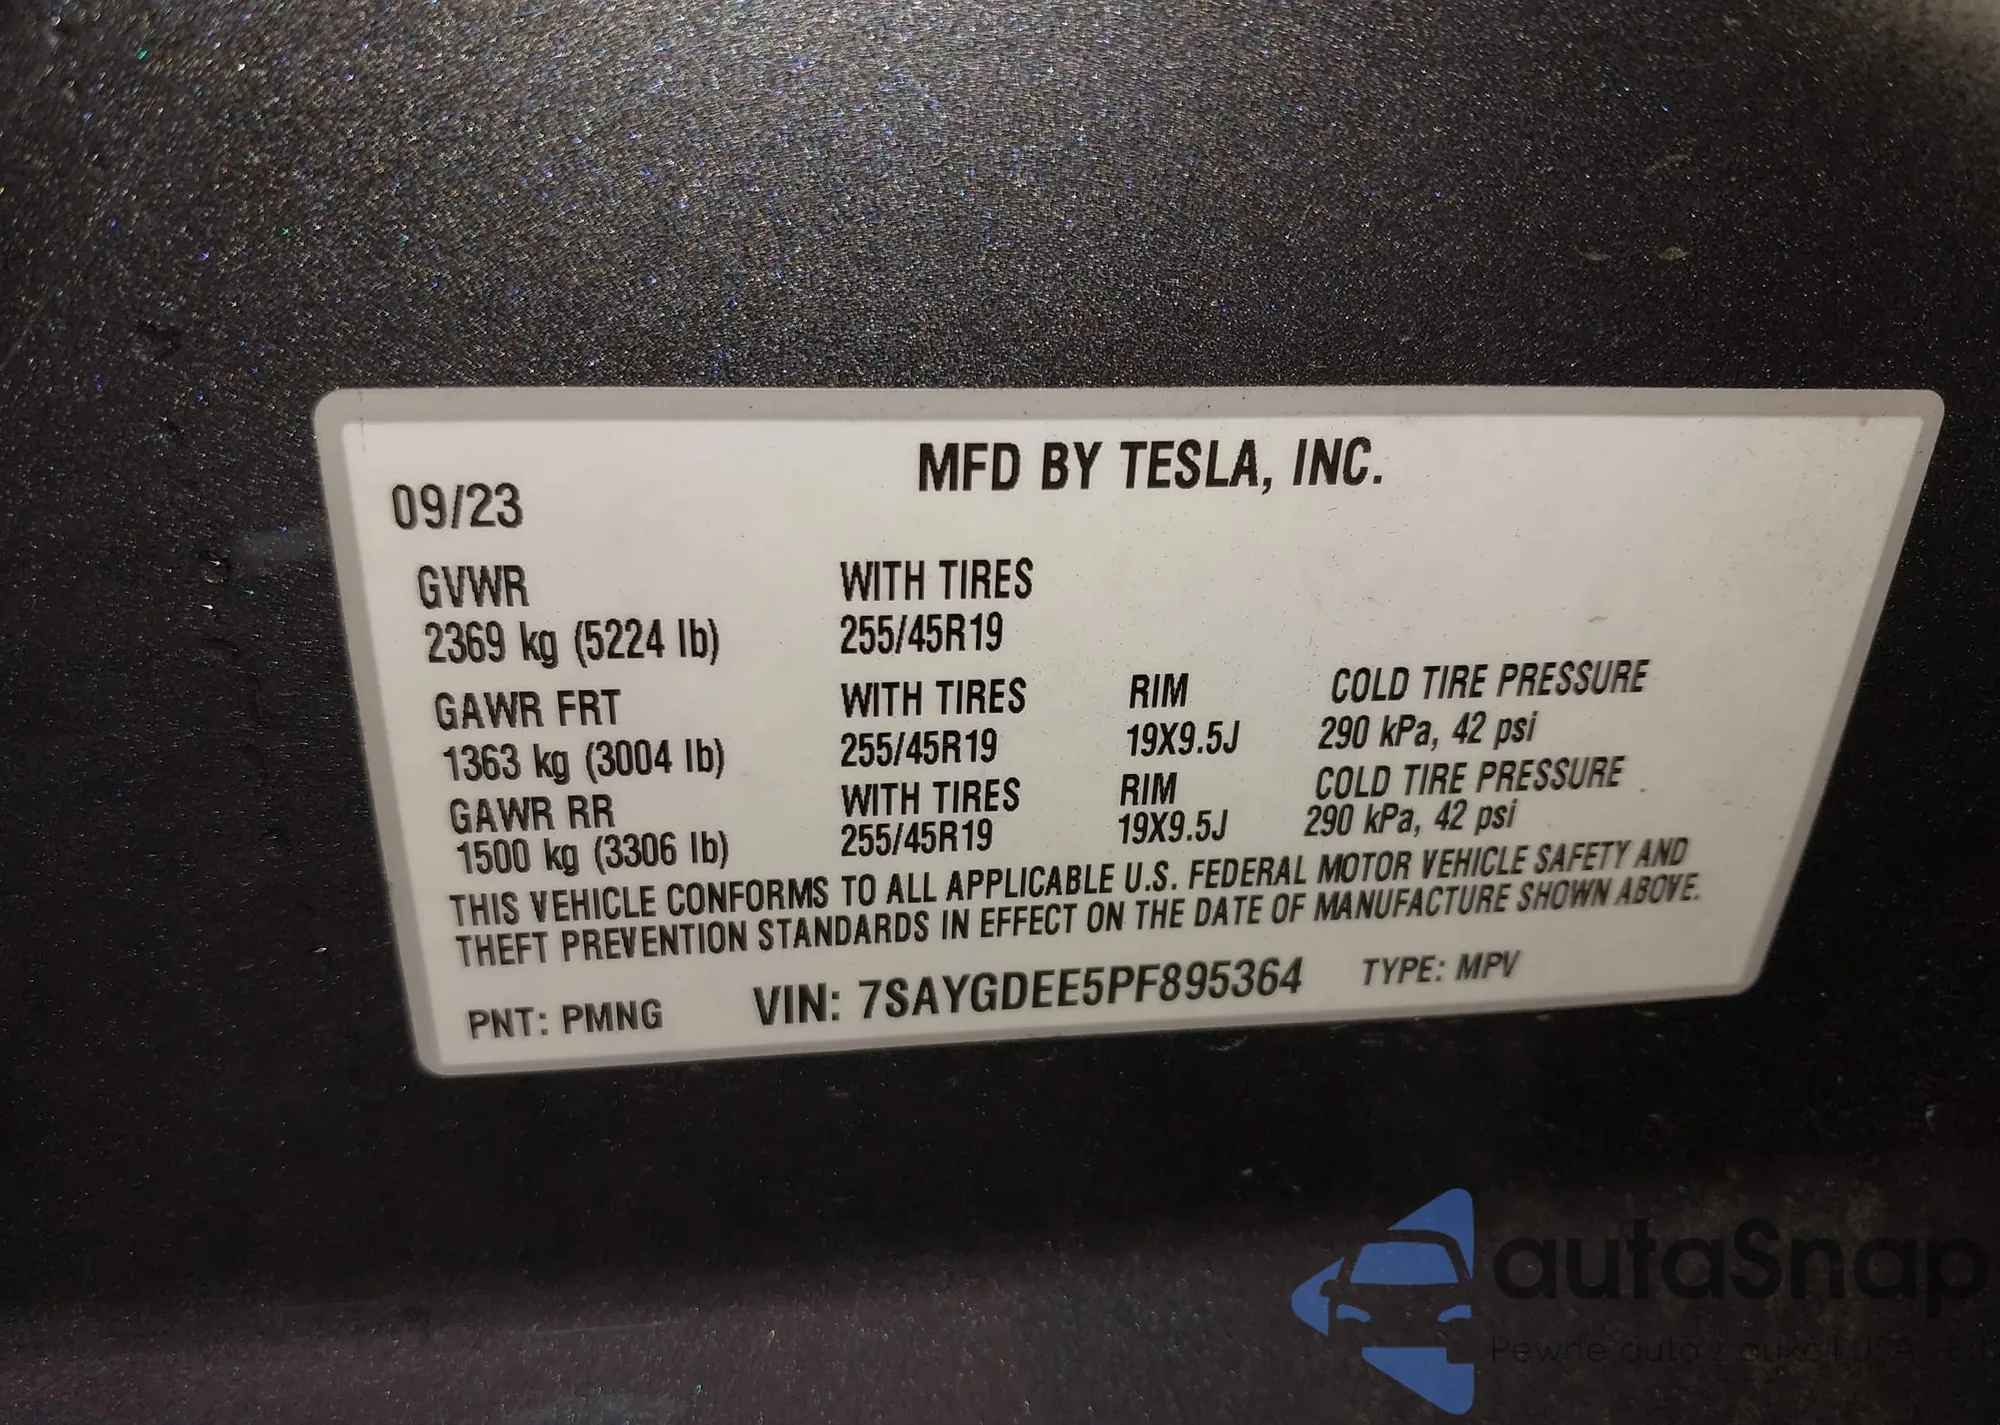 MFD BY TESLA, INC.
09/23
GVWR WITH TIRES
2369 kg (5224 lb) 255/45R19
GAWR FRT WITH TIRES RIM COLD TIRE PRESSURE
1363 kg (3004 lb) 255/45R19 19X9.5J 290 kPa, 42 psi
GAWR RR WITH TIRES RIM COLD TIRE PRESSURE
1500 kg (3306 lb) 255/45R19 19X9.5J 290 kPa, 42 psi
THIS VEHICLE CONFORMS TO ALL APPLICABLE U.S. FEDERAL MOTOR VEHICLE SAFETY AND
THEFT PREVENTION STANDARDS IN EFFECT ON THE DATE OF MANUFACTURE SHOWN ABOVE.
PNT: PMNG VIN: 7SAYGDEE5PF895364 TYPE: MPV
autaSnap
Pewne auto z aukcji USA